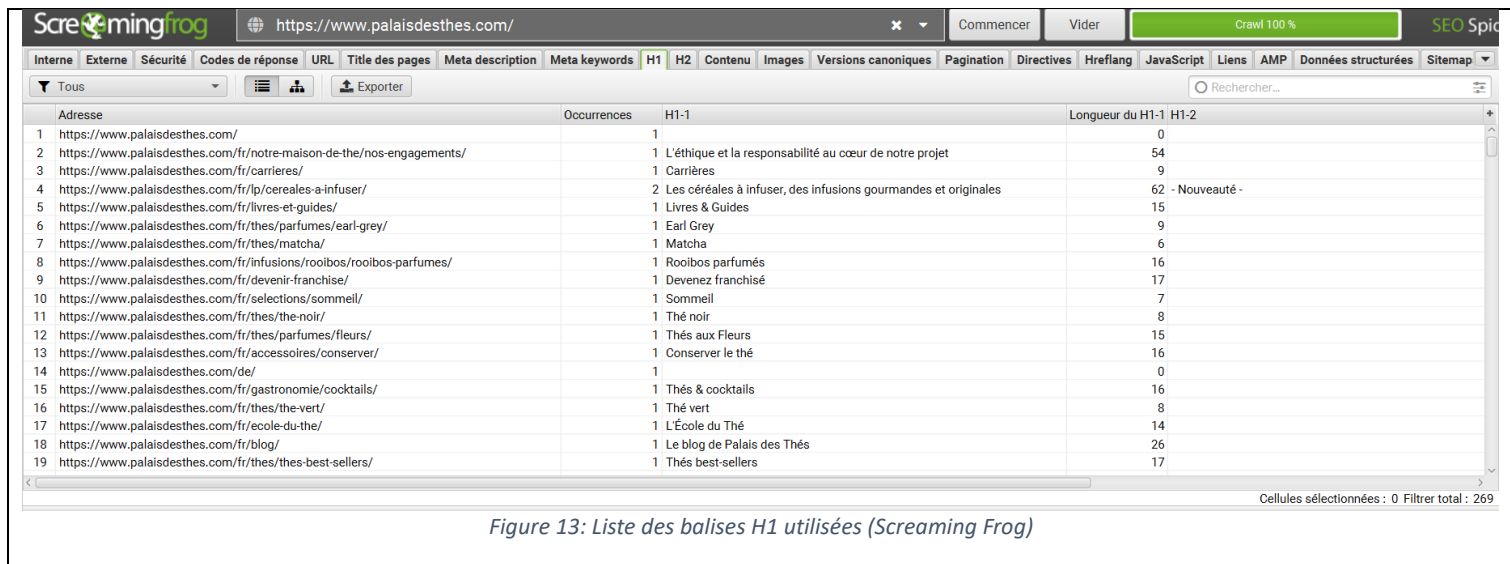 Screamingfrog https://www.palaisdesthes.com/ Commencer Vider Crawl 100 % SEO Spid
Interne Externe Sécurité Codes de réponse URL Title des pages Meta description Meta keywords H1 H2 Contenu Images Versions canoniques Pagination Directives Hreflang JavaScript Liens AMP Données structurées Sitemap
Tous Exporter Rechercher...
Adresse Occurrences H1-1 Longueur du H1-1 H1-2
1 https://www.palaisdesthes.com/ 1 0
2 https://www.palaisdesthes.com/fr/notre-maison-de-the/nos-engagements/ 1 L'éthique et la responsabilité au cœur de notre projet 54
3 https://www.palaisdesthes.com/fr/carrieres/ 1 Carrières 9
4 https://www.palaisdesthes.com/fr/lp/cereales-a-infuser/ 2 Les céréales à infuser, des infusions gourmandes et originales 62 - Nouveauté -
5 https://www.palaisdesthes.com/fr/livres-et-guides/ 1 Livres & Guides 15
6 https://www.palaisdesthes.com/fr/thes/parfumes/earl-grey/ 1 Earl Grey 9
7 https://www.palaisdesthes.com/fr/thes/matcha/ 1 Matcha 6
8 https://www.palaisdesthes.com/fr/infusions/rooibos/rooibos-parfumes/ 1 Rooibos parfumés 16
9 https://www.palaisdesthes.com/fr/devenir-franchise/ 1 Devenez franchisé 17
10 https://www.palaisdesthes.com/fr/selections/sommeil/ 1 Sommeil 7
11 https://www.palaisdesthes.com/fr/thes/the-noir/ 1 Thé noir 8
12 https://www.palaisdesthes.com/fr/thes/parfumes/fleurs/ 1 Thés aux Fleurs 15
13 https://www.palaisdesthes.com/fr/accessoires/conserver/ 1 Conserver le thé 16
14 https://www.palaisdesthes.com/de/ 1 0
15 https://www.palaisdesthes.com/fr/gastronomie/cocktails/ 1 Thés & cocktails 16
16 https://www.palaisdesthes.com/fr/thes/the-vert/ 1 Thé vert 8
17 https://www.palaisdesthes.com/fr/ecole-du-the/ 1 L'École du Thé 14
18 https://www.palaisdesthes.com/fr/blog/ 1 Le blog de Palais des Thés 26
19 https://www.palaisdesthes.com/fr/thes/thes-best-sellers/ 1 Thés best-sellers 17
Cellules sélectionnées : 0 Filtrer total : 269
Figure 13: Liste des balises H1 utilisées (Screaming Frog)